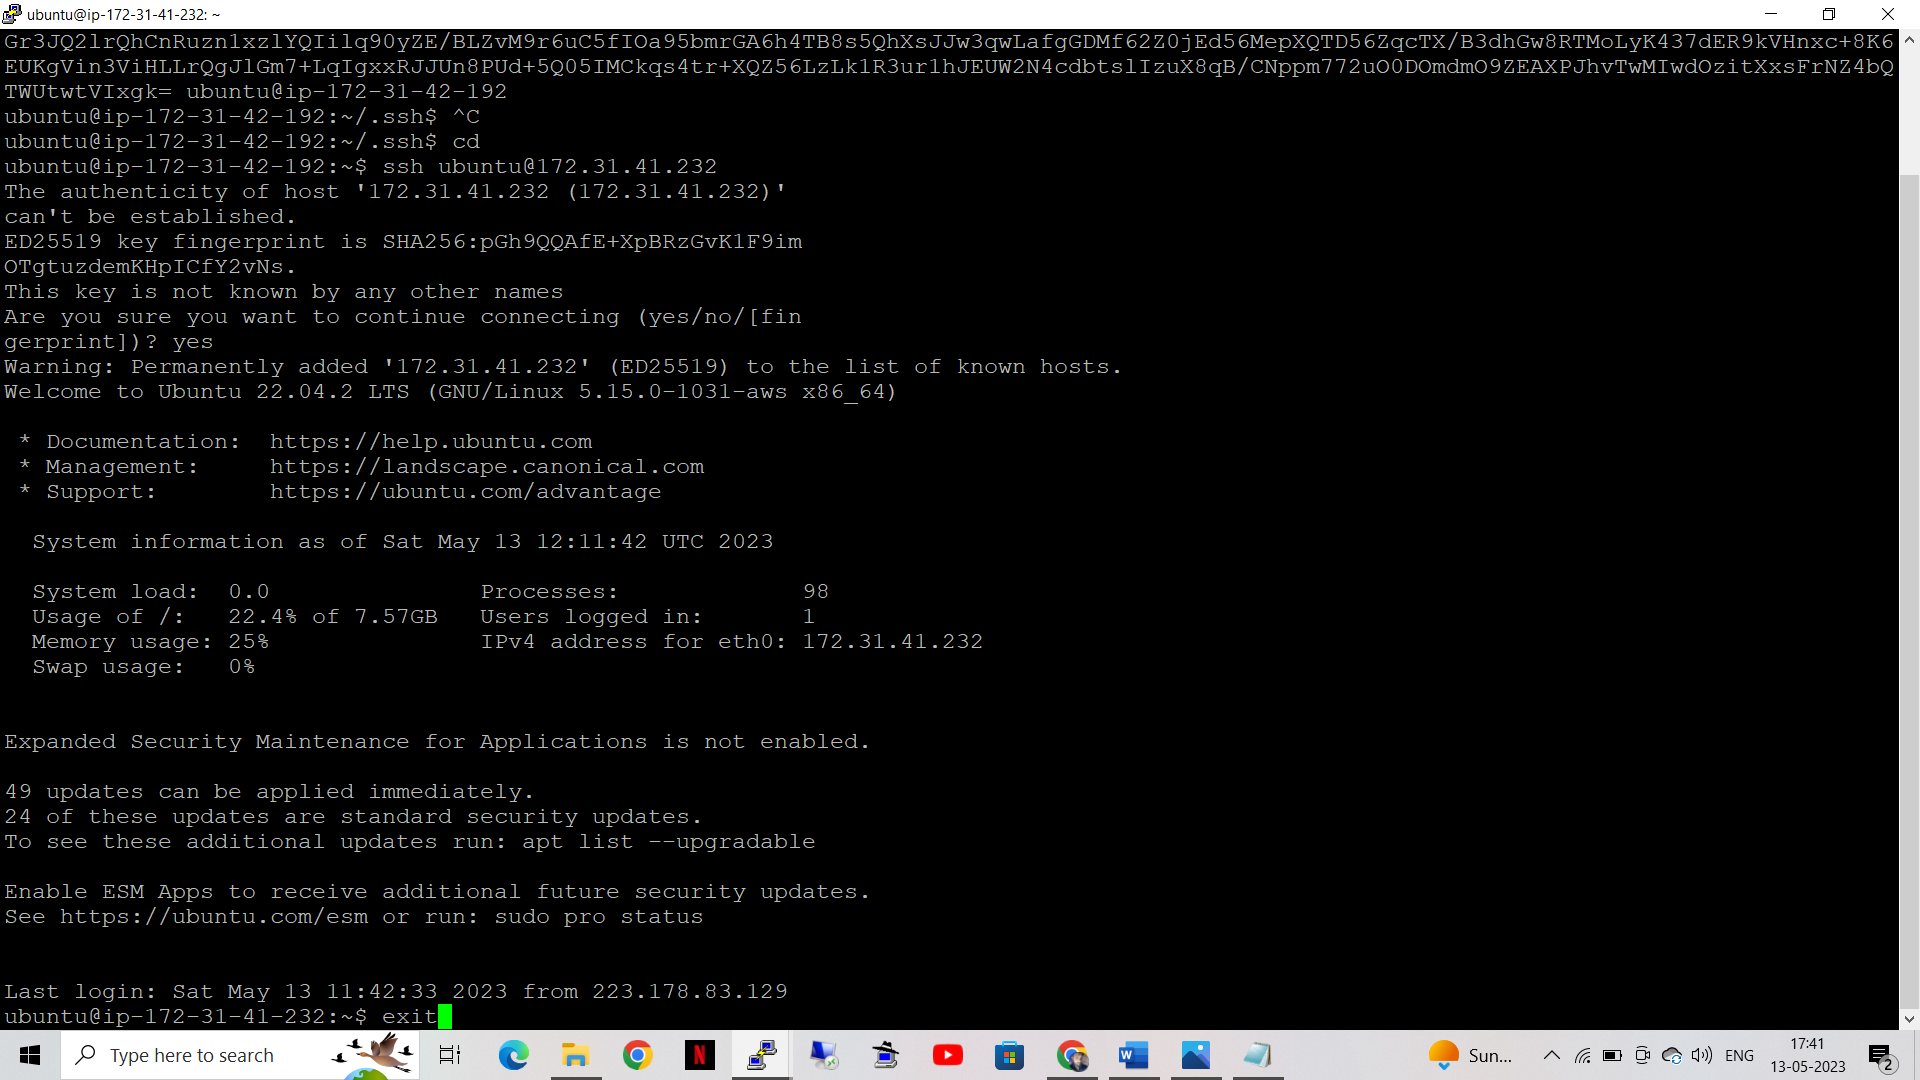 ubuntu@ip-172-31-41-232: ~
Gr3JQ2lrQhCnRuzn1xzlYQIilq90yZE/BLZvM9r6uC5fIOa95bmrGA6h4TB8s5QhXsJJw3qwLafgGDMf62Z0jEd56MepXQTD56ZqcTX/B3dhGw8RTMoLyK437dER9kVHnxc+8K6
EUKgVin3ViHLLrQgJlGm7+LqIgxxRJJUn8PUd+5Q05IMCkqs4tr+XQZ56LzLk1R3ur1hJEUW2N4cdbtslIzuX8qB/CNppm772uO0DOmdmO9ZEAXPJhvTwMIwdOzitXxsFrNZ4bQ
TWUtwtVIxgk= ubuntu@ip-172-31-42-192
ubuntu@ip-172-31-42-192:~/.ssh$ ^C
ubuntu@ip-172-31-42-192:~/.ssh$ cd
ubuntu@ip-172-31-42-192:~$ ssh ubuntu@172.31.41.232
The authenticity of host '172.31.41.232 (172.31.41.232)'
can't be established.
ED25519 key fingerprint is SHA256:pGh9QQAfE+XpBRzGvK1F9im
OTgtuzdemKHpICfY2vNs.
This key is not known by any other names
Are you sure you want to continue connecting (yes/no/[fin
gerprint])? yes
Warning: Permanently added '172.31.41.232' (ED25519) to the list of known hosts.
Welcome to Ubuntu 22.04.2 LTS (GNU/Linux 5.15.0-1031-aws x86_64)
* Documentation:  https://help.ubuntu.com
* Management:     https://landscape.canonical.com
* Support:        https://ubuntu.com/advantage
System information as of Sat May 13 12:11:42 UTC 2023
System load:  0.0               Processes:             98
Usage of /:   22.4% of 7.57GB   Users logged in:       1
Memory usage: 25%               IPv4 address for eth0: 172.31.41.232
Swap usage:   0%
Expanded Security Maintenance for Applications is not enabled.
49 updates can be applied immediately.
24 of these updates are standard security updates.
To see these additional updates run: apt list --upgradable
Enable ESM Apps to receive additional future security updates.
See https://ubuntu.com/esm or run: sudo pro status
Last login: Sat May 13 11:42:33 2023 from 223.178.83.129
ubuntu@ip-172-31-41-232:~$ exit
Type here to search
Sun...
ENG
17:41
13-05-2023
2